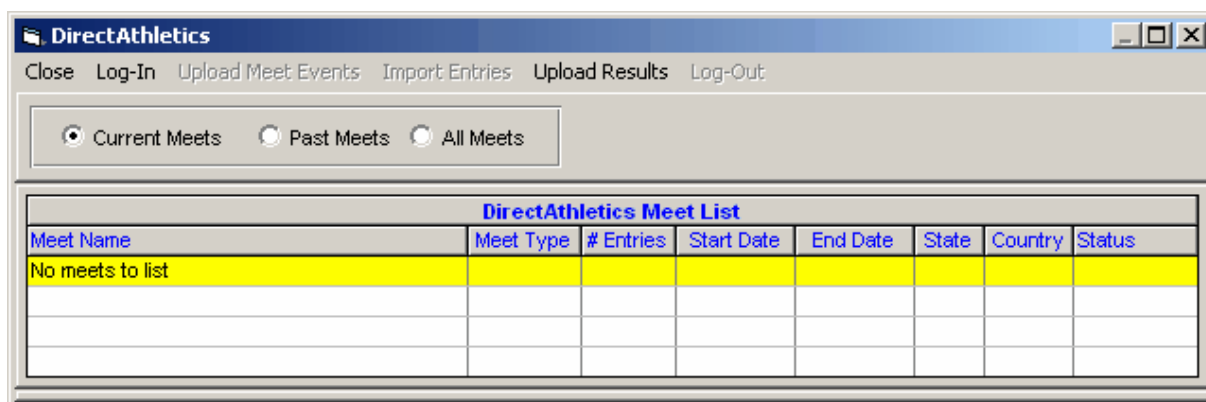 DirectAthletics
Close Log-In Upload Meet Events Import Entries Upload Results Log-Out
Current Meets Past Meets All Meets
DirectAthletics Meet List
Meet Name Meet Type # Entries Start Date End Date State Country Status
No meets to list